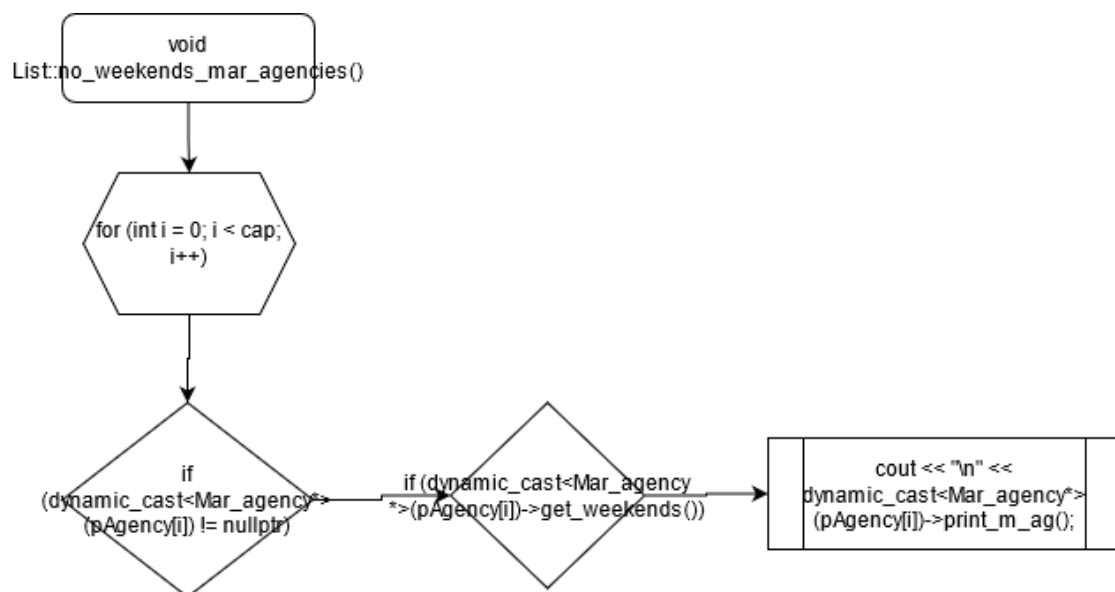 void
List::no_weekends_mar_agencies()
for (int i = 0; i < cap;
i++)
if
(dynamic_cast<Mar_agency*>
(pAgency[i]) != nullptr)
if (dynamic_cast<Mar_agency
*>(pAgency[i])->get_weekends())
cout << "\n" <<
dynamic_cast<Mar_agency*>
(pAgency[i])->print_m_ag();